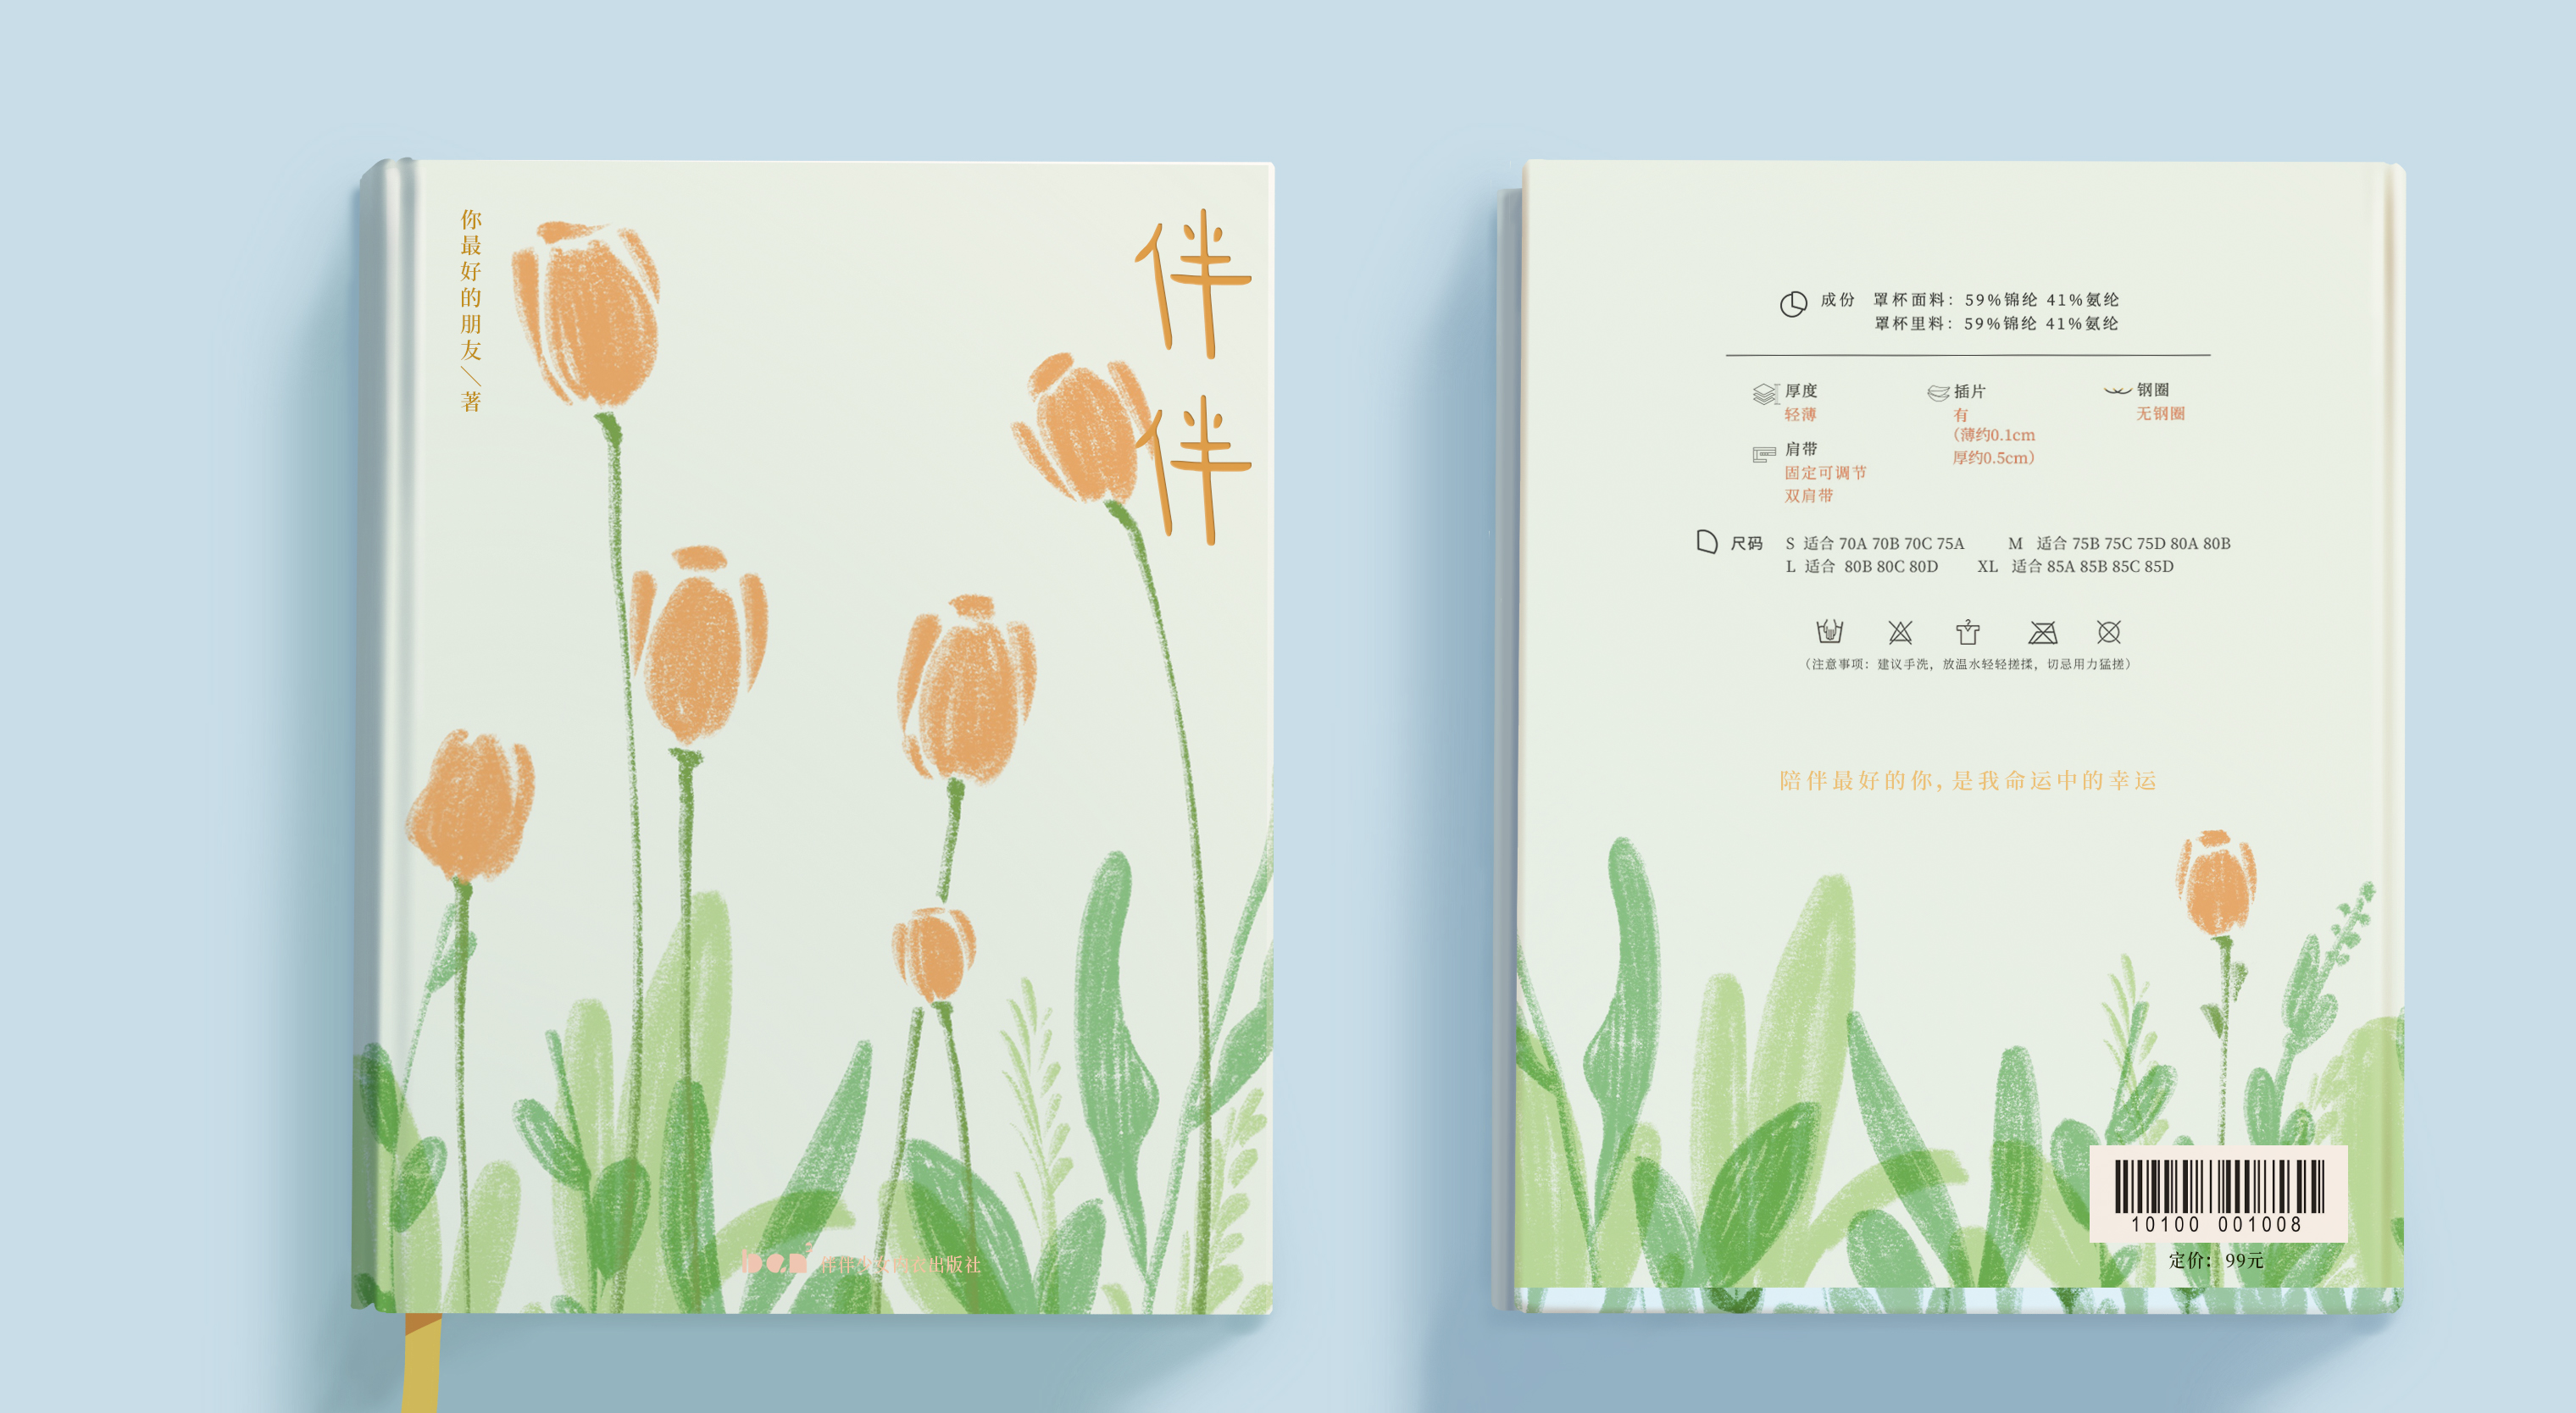 你最好的朋友＼著
伴伴
ban 伴伴少女内衣出版社
成份 罩杯面料：59%锦纶 41%氨纶
罩杯里料：59%锦纶 41%氨纶
厚度
轻薄
插片
有
（薄约0.1cm
厚约0.5cm）
钢圈
无钢圈
肩带
固定可调节
双肩带
尺码 S 适合 70A 70B 70C 75A M 适合 75B 75C 75D 80A 80B
L 适合 80B 80C 80D XL 适合 85A 85B 85C 85D
（注意事项：建议手洗，放温水轻轻搓揉，切忌用力猛搓）
陪伴最好的你，是我命运中的幸运
10100 001008
定价：99元